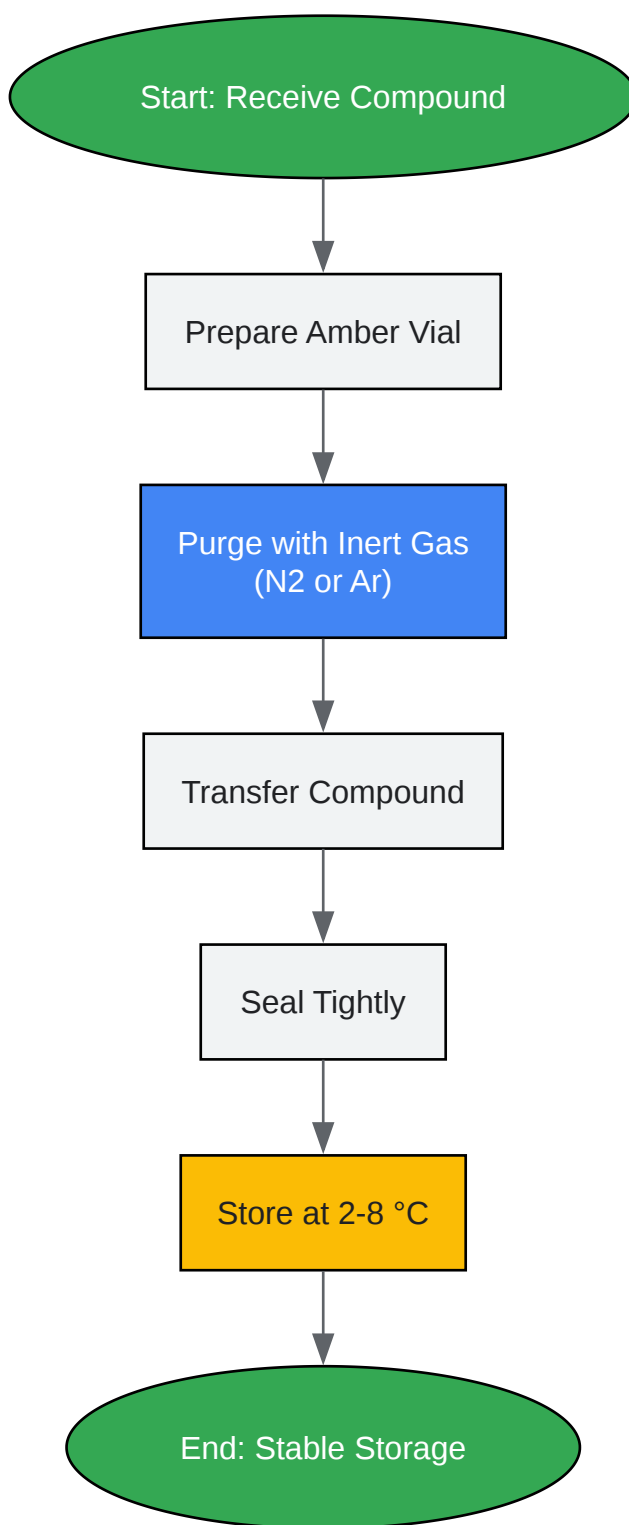 Start: Receive Compound
Prepare Amber Vial
Purge with Inert Gas
(N2 or Ar)
Transfer Compound
Seal Tightly
Store at 2-8 °C
End: Stable Storage